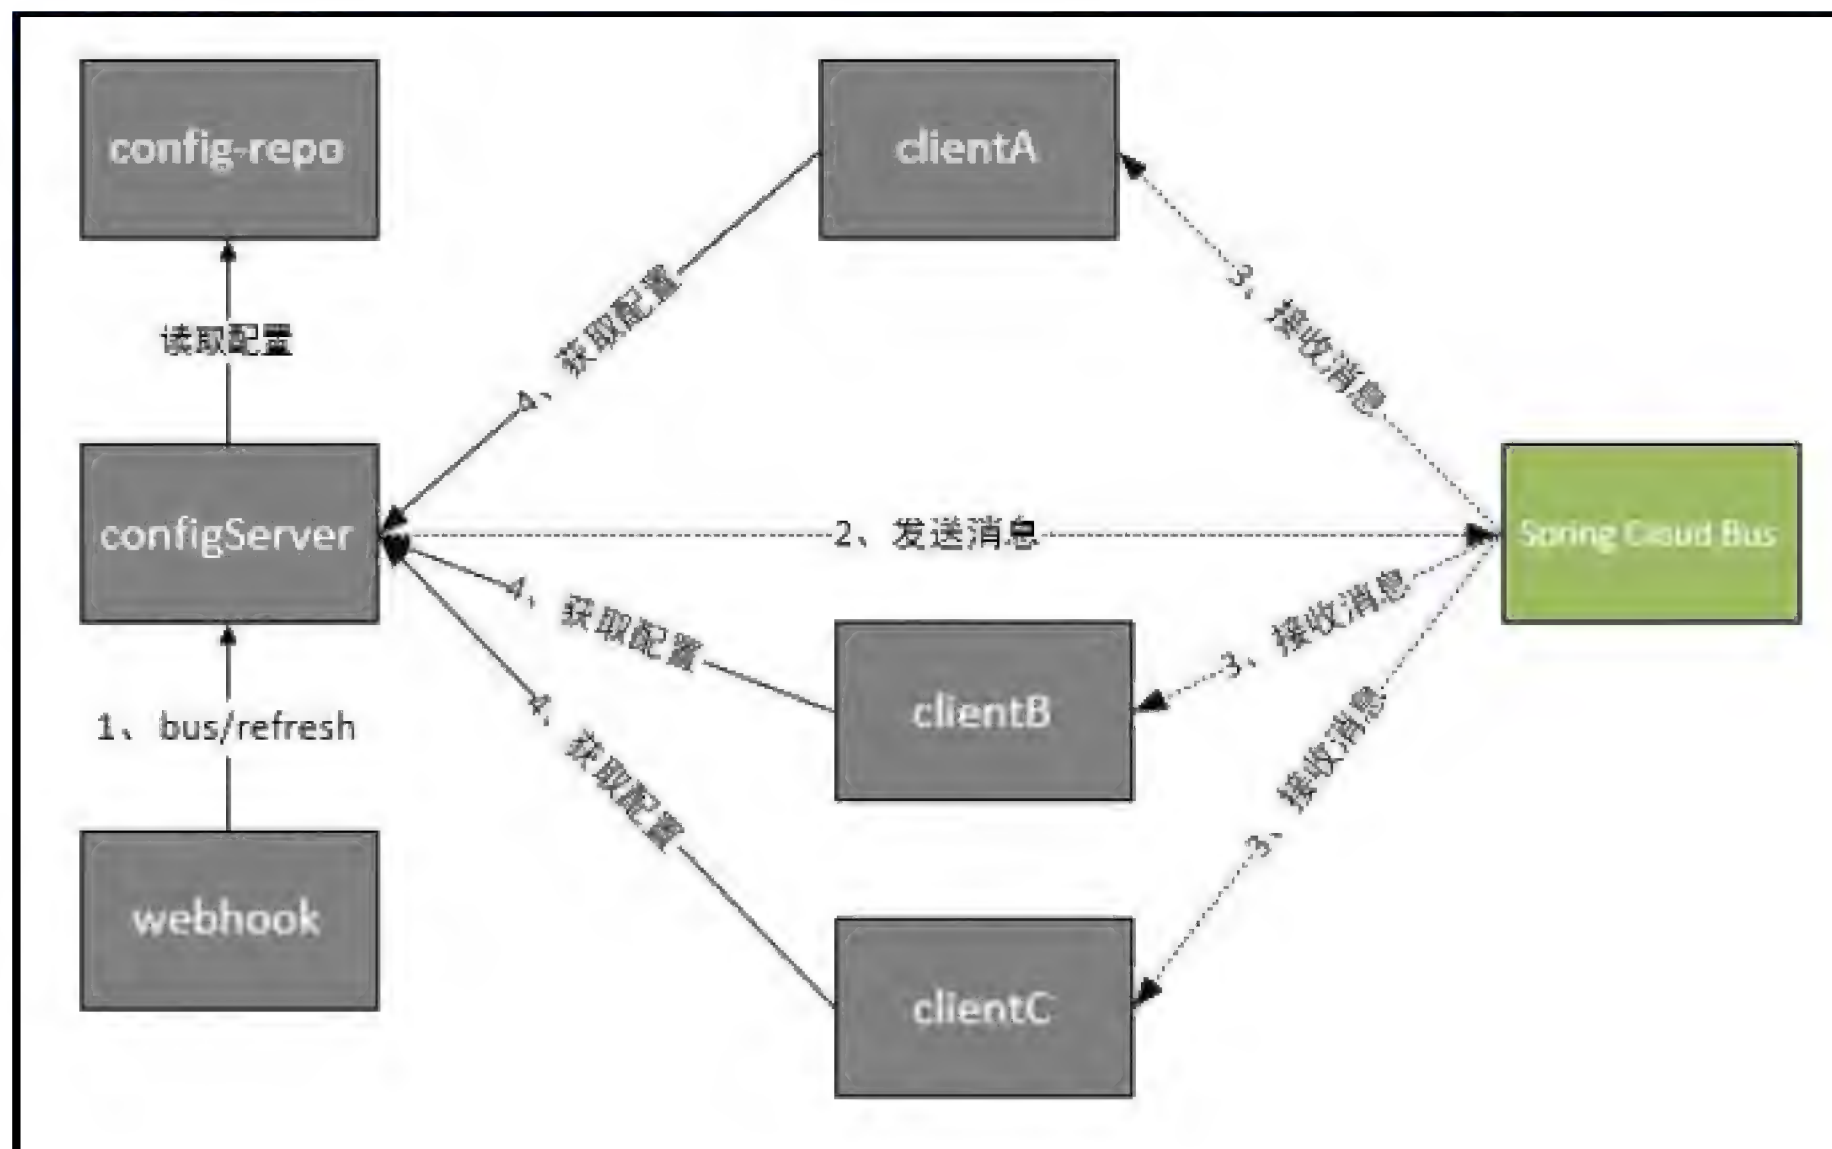 config-repo
clientA
读取配置
4、获取配置
3、接收消息
configServer
2、发送消息
Spring Cloud Bus
4、获取配置
3、接收消息
1、bus/refresh
clientB
4、获取配置
3、接收消息
webhook
clientC